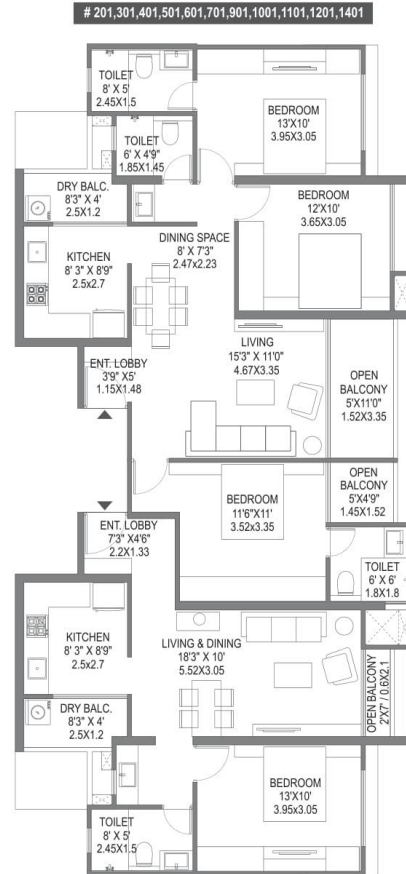 # 201,301,401,501,601,701,901,1001,1101,1201,1401
TOILET
8' X 5'
2.45X1.5
BEDROOM
13'X10'
3.95X3.05
TOILET
6' X 4'9"
1.85X1.45
DRY BALC.
8'3" X 4'
2.5X1.2
BEDROOM
12'X10'
3.65X3.05
KITCHEN
8' 3" X 8'9"
2.5x2.7
DINING SPACE
8' X 7'3"
2.47x2.23
LIVING
15'3" X 11'0"
4.67X3.35
ENT. LOBBY
3'9" X5'
1.15X1.48
OPEN
BALCONY
5'X11'0"
1.52X3.35
OPEN
BALCONY
5'X4'9"
1.45X1.52
BEDROOM
11'6"X11'
3.52x3.35
ENT. LOBBY
7'3" X4'6"
2.2X1.33
TOILET
6' X 6'
1.8X1.8
KITCHEN
8' 3" X 8'9"
2.5x2.7
LIVING & DINING
18'3" X 10'
5.52X3.05
OPEN BALCONY
2'X7' / 0.6X2.1
DRY BALC.
8'3" X 4'
2.5X1.2
BEDROOM
13'X10'
3.95x3.05
TOILET
8' X 5'
2.45X1.5